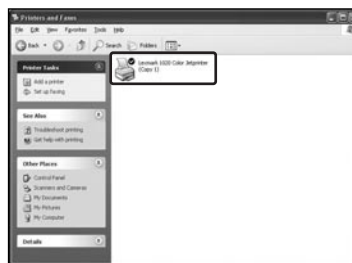 Printers and Faxes
File Edit View Favorites Tools Help
Back
Search
Folders
Printer Tasks
Add a printer
Set up faxing
See Also
Troubleshoot printing
Get help with printing
Other Places
Control Panel
Scanners and Cameras
My Documents
My Pictures
My Computer
Details
Lexmark 1020 Color Jetprinter
(Copy 1)